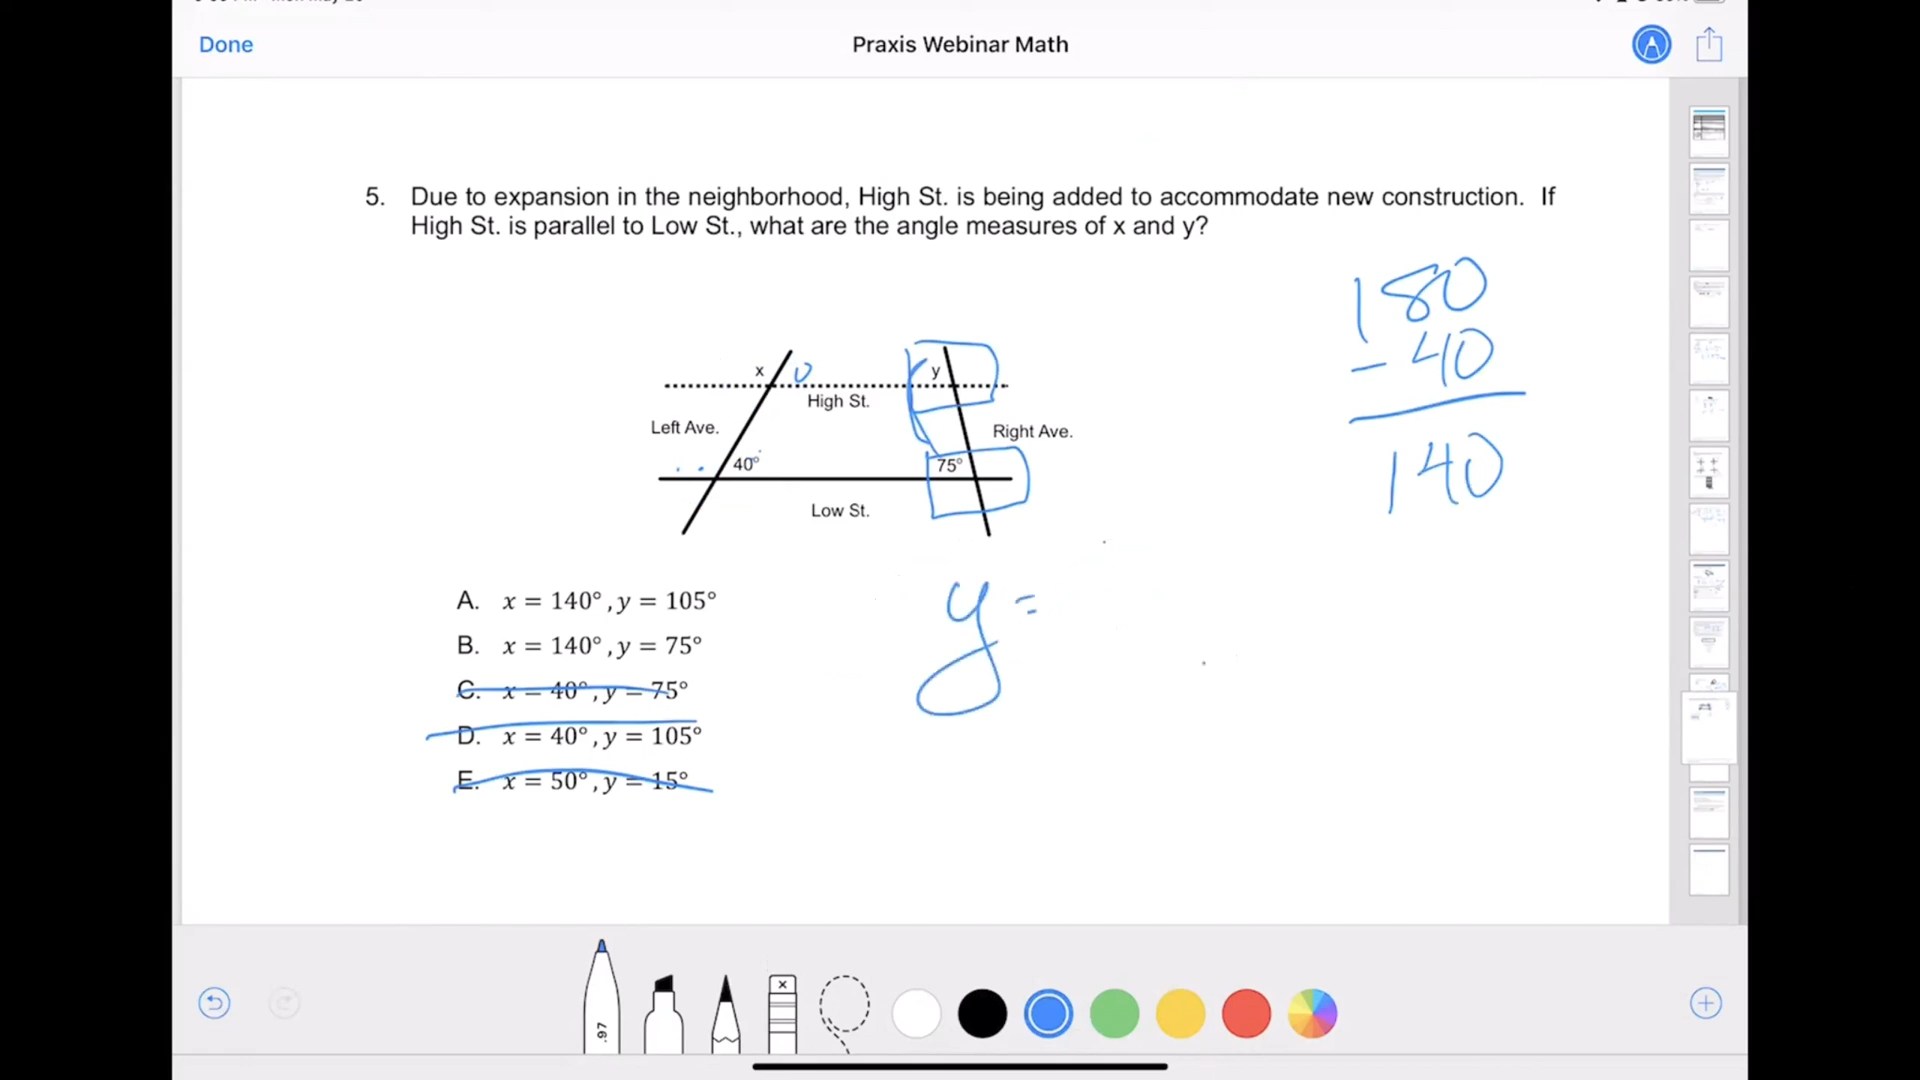 Done
Praxis Webinar Math
5. Due to expansion in the neighborhood, High St. is being added to accommodate new construction. If
High St. is parallel to Low St., what are the angle measures of x and y?
180
- 40
140
x
y
High St.
Left Ave.
Right Ave.
40°
75°
Low St.
y =
A. x = 140°, y = 105°
B. x = 140°, y = 75°
C. x = 40°, y = 75°
D. x = 40°, y = 105°
E. x = 50°, y = 15°
.97